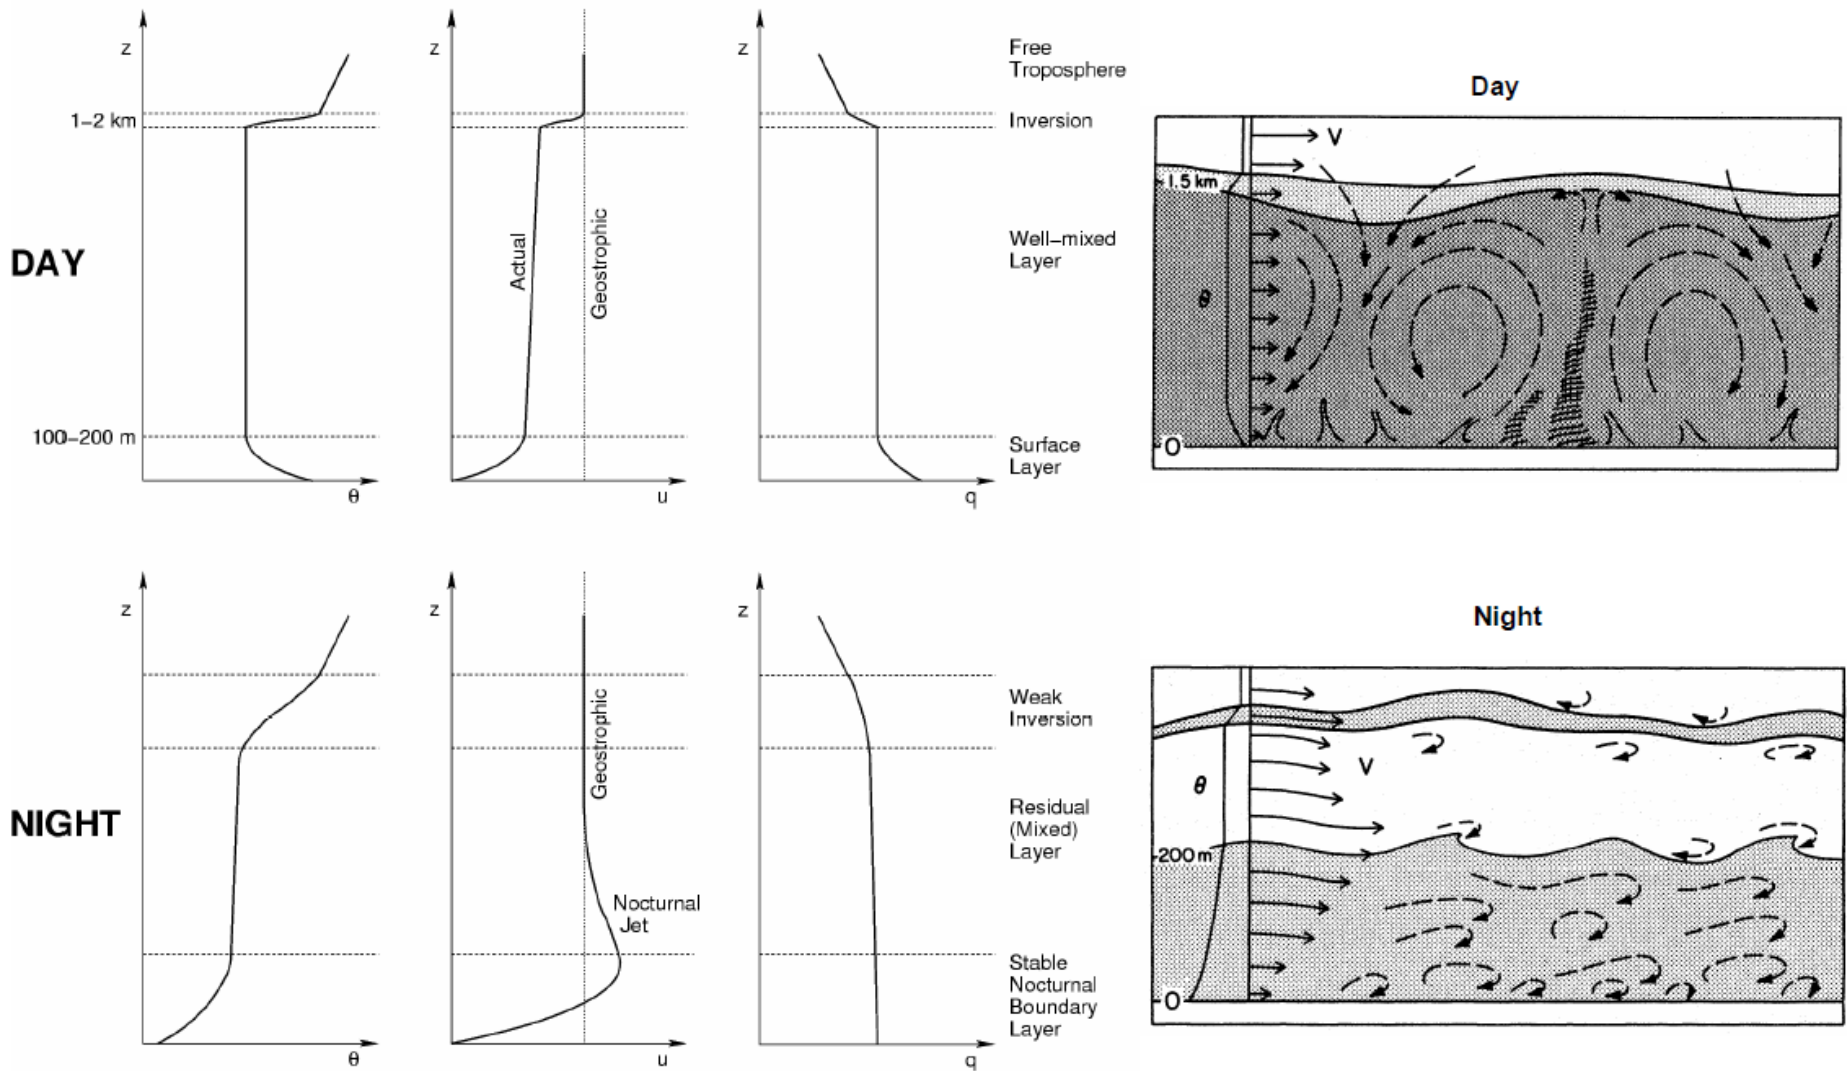 DAY
z
1–2 km
100–200 m
θ
z
Actual
Geostrophic
u
z
q
Free
Troposphere
Inversion
Well–mixed
Layer
Surface
Layer
Day
V
1.5 km
θ
0
NIGHT
z
θ
z
Geostrophic
Nocturnal
Jet
u
z
q
Weak
Inversion
Residual
(Mixed)
Layer
Stable
Nocturnal
Boundary
Layer
Night
θ
V
200 m
0